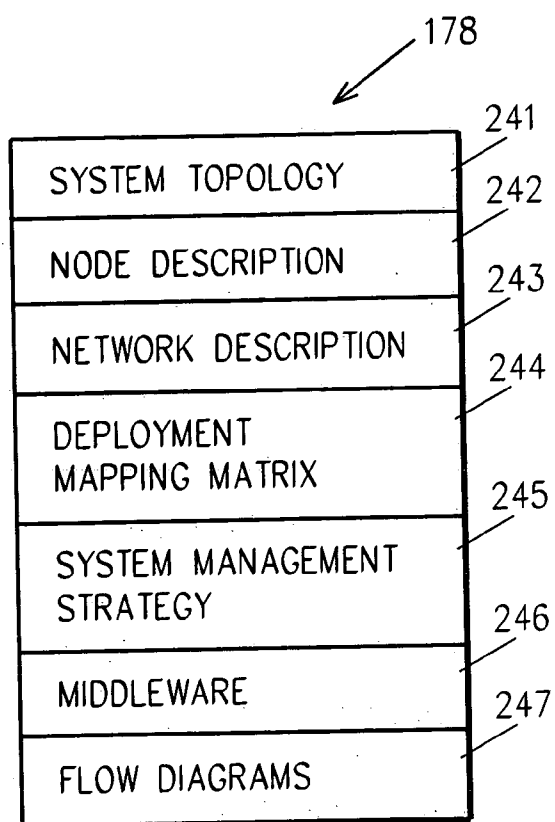 178
SYSTEM TOPOLOGY
241
NODE DESCRIPTION
242
NETWORK DESCRIPTION
243
DEPLOYMENT
MAPPING MATRIX
244
SYSTEM MANAGEMENT
STRATEGY
245
MIDDLEWARE
246
FLOW DIAGRAMS
247